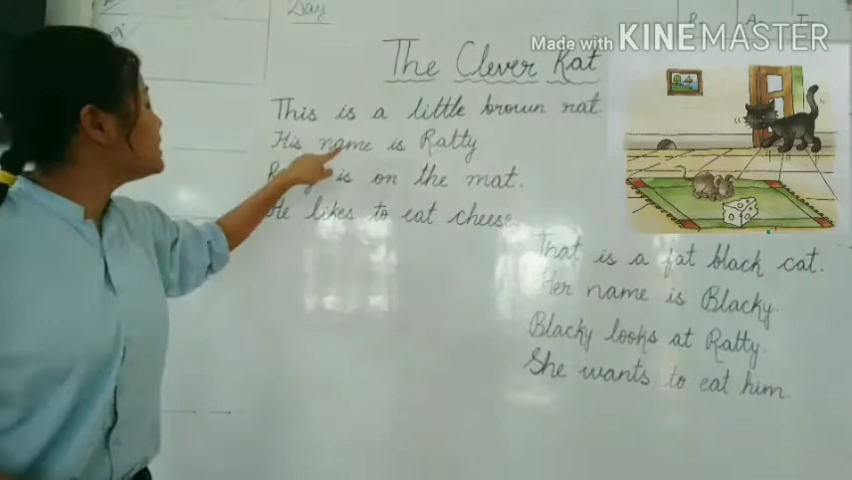 Day
Made with KINEMASTER
The Clever Rat
This is a little brown rat.
His name is Ratty
is on the mat.
He likes to eat cheese.
That is a fat black cat.
Her name is Blacky.
Blacky looks at Ratty.
She wants to eat him.